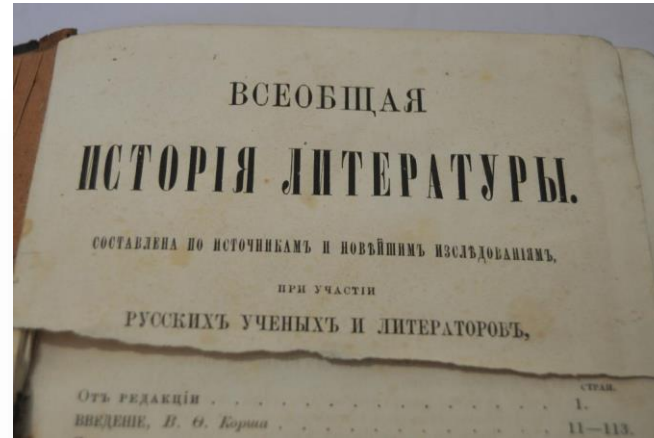 ВСЕОБЩАЯ
ИСТОРІЯ ЛИТЕРАТУРЫ.
СОСТАВЛЕНА ПО ИСТОЧНИКАМЪ И НОВѢЙШИМЪ ИЗСЛѢДОВАНІЯМЪ,
ПРИ УЧАСТІИ
РУССКИХЪ УЧЕНЫХЪ И ЛИТЕРАТОРОВЪ,
СТРАН.
Отъ редакціи . . . . . . . . . . . . . . . 1.
ВВЕДЕНІЕ, В. Ѳ. Корша . . . . . . . . . . . . . 11—113.